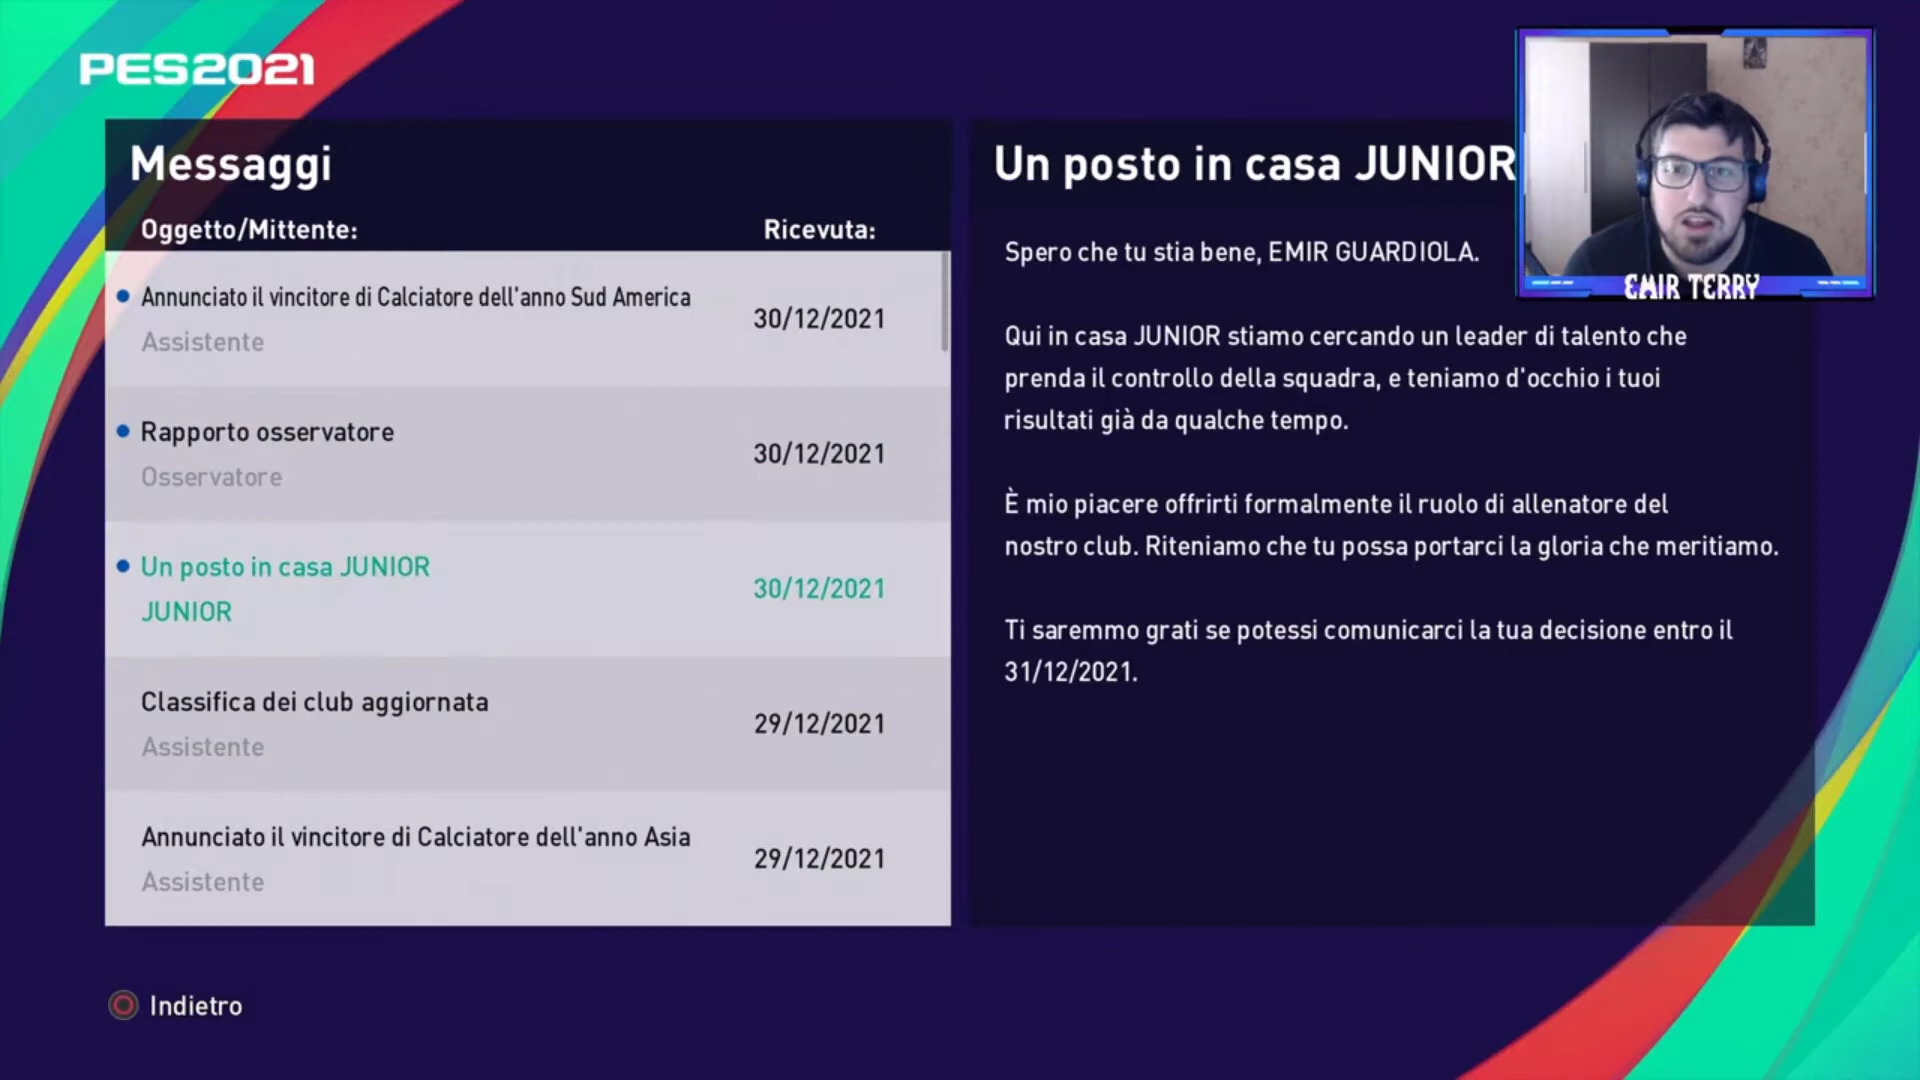 PES2021
Messaggi
Oggetto/Mittente:
Ricevuta:
Annunciato il vincitore di Calciatore dell'anno Sud America
Assistente
30/12/2021
Rapporto osservatore
Osservatore
30/12/2021
Un posto in casa JUNIOR
JUNIOR
30/12/2021
Classifica dei club aggiornata
Assistente
29/12/2021
Annunciato il vincitore di Calciatore dell'anno Asia
Assistente
29/12/2021
Un posto in casa JUNIOR
Spero che tu stia bene, EMIR GUARDIOLA.
Qui in casa JUNIOR stiamo cercando un leader di talento che
prenda il controllo della squadra, e teniamo d'occhio i tuoi
risultati già da qualche tempo.
È mio piacere offrirti formalmente il ruolo di allenatore del
nostro club. Riteniamo che tu possa portarci la gloria che meritiamo.
Ti saremmo grati se potessi comunicarci la tua decisione entro il
31/12/2021.
EMIR TERRY
Indietro